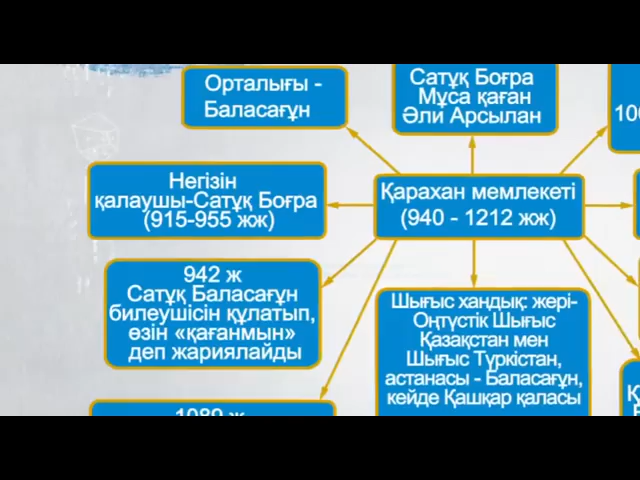 Орталығы -
Баласағұн
Сатұқ Боғра
Мұса қаған
Әли Арсылан
100
Негізін
қалаушы-Сатұқ Боғра
(915-955 жж)
Қарахан мемлекеті
(940 - 1212 жж)
942 ж
Сатұқ Баласағұн
билеушісін құлатып,
өзін «қағанмын»
деп жариялайды
Шығыс хандық: жері-
Оңтүстік Шығыс
Қазақстан мен
Шығыс Түркістан,
астанасы - Баласағұн,
кейде Қашқар қаласы
1089 ж